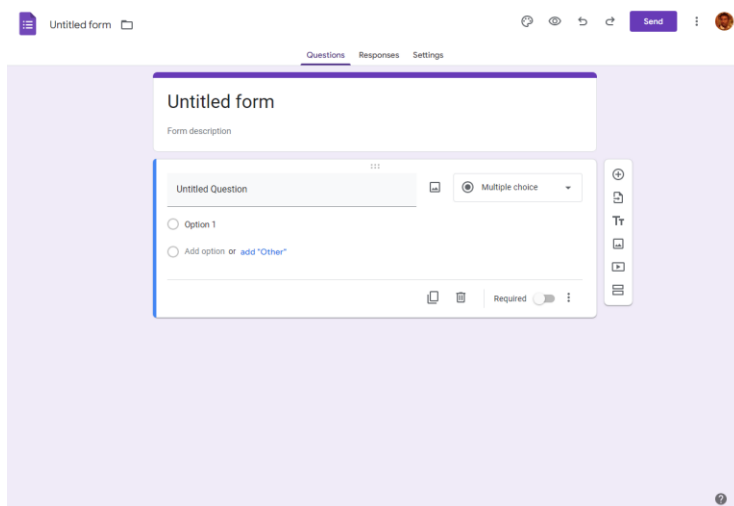 Untitled form
Send
Questions Responses Settings
Untitled form
Form description
Untitled Question
Multiple choice
Option 1
Add option or add "Other"
Required